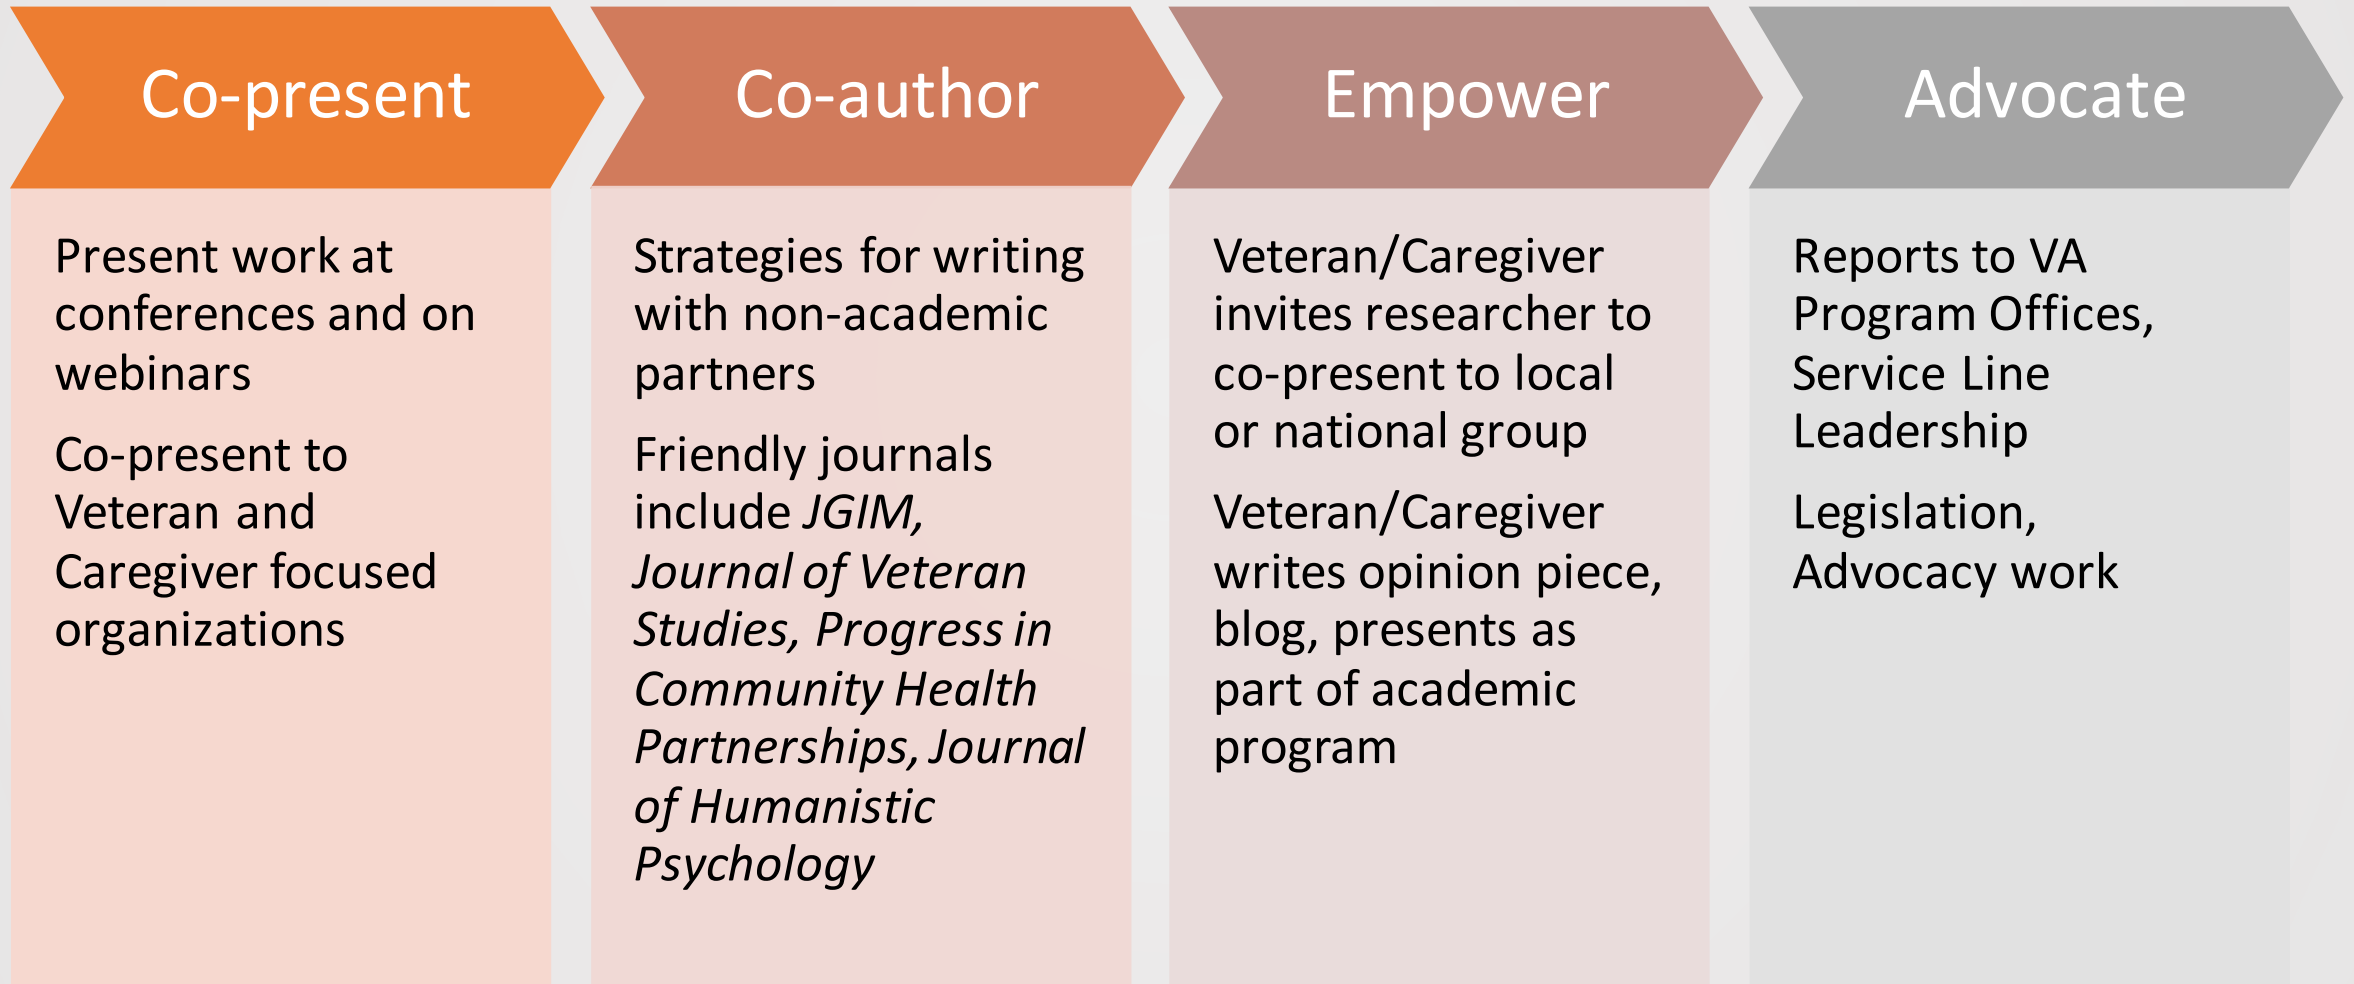 Co-present
Present work at
conferences and on
webinars
Co-present to
Veteran and
Caregiver focused
organizations
Co-author
Strategies for writing
with non-academic
partners
Friendly journals
include JGIM,
Journal of Veteran
Studies, Progress in
Community Health
Partnerships, Journal
of Humanistic
Psychology
Empower
Veteran/Caregiver
invites researcher to
co-present to local
or national group
Veteran/Caregiver
writes opinion piece,
blog, presents as
part of academic
program
Advocate
Reports to VA
Program Offices,
Service Line
Leadership
Legislation,
Advocacy work